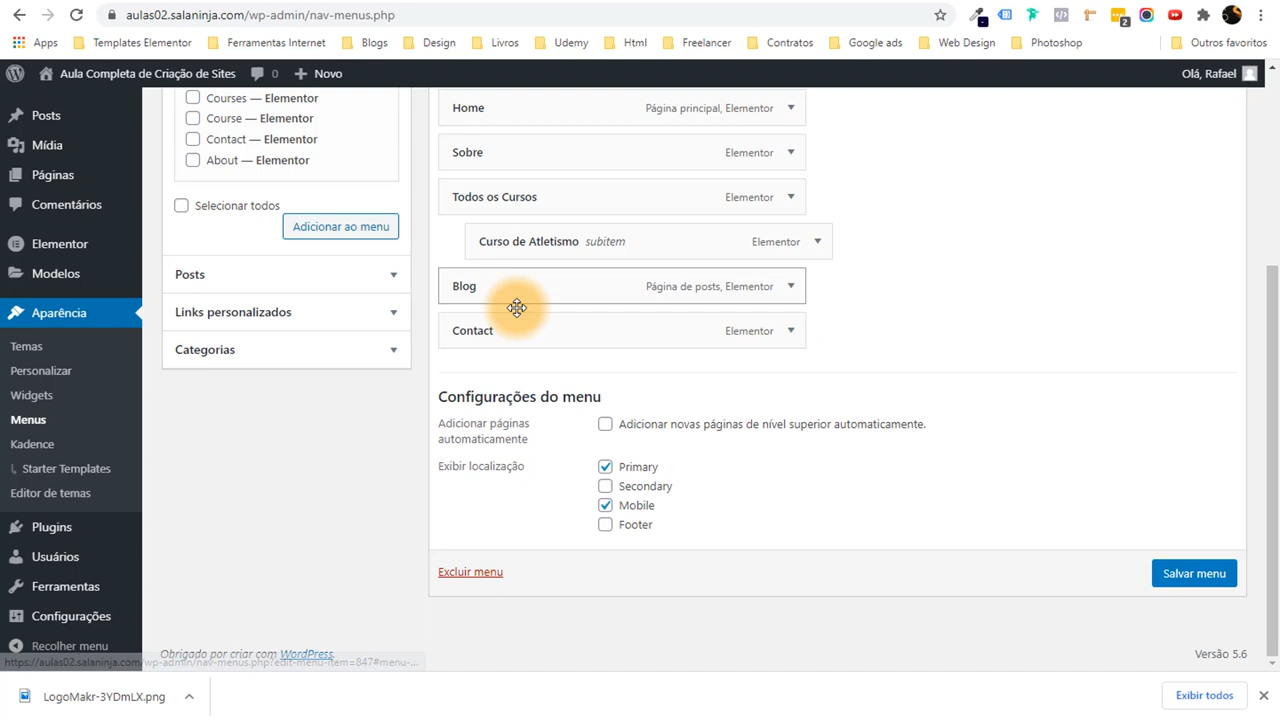 aulas02.salaninja.com/wp-admin/nav-menus.php
2
Apps
Templates Elementor
Ferramentas Internet
Blogs
Design
Livros
Udemy
Html
Freelancer
Contratos
Google ads
Web Design
Photoshop
Outros favoritos
Aula Completa de Criação de Sites
0
Novo
Olá, Rafael
Posts
Mídia
Páginas
Comentários
Elementor
Modelos
Aparência
Temas
Personalizar
Widgets
Menus
Kadence
Starter Templates
Editor de temas
Plugins
Usuários
Ferramentas
Configurações
Recolher menu
Courses — Elementor
Course — Elementor
Contact — Elementor
About — Elementor
Selecionar todos
Adicionar ao menu
Posts
Links personalizados
Categorias
Home
Página principal, Elementor
Sobre
Elementor
Todos os Cursos
Elementor
Curso de Atletismo subitem
Elementor
Blog
Página de posts, Elementor
Contact
Elementor
Configurações do menu
Adicionar páginas
automaticamente
Adicionar novas páginas de nível superior automaticamente.
Exibir localização
Primary
Secondary
Mobile
Footer
Excluir menu
Salvar menu
Obrigado por criar com WordPress.
Versão 5.6
https://aulas02.salaninja.com/wp-admin/nav-menus.php?edit-menu-item=847#menu-...
LogoMakr-3YDmLX.png
Exibir todos